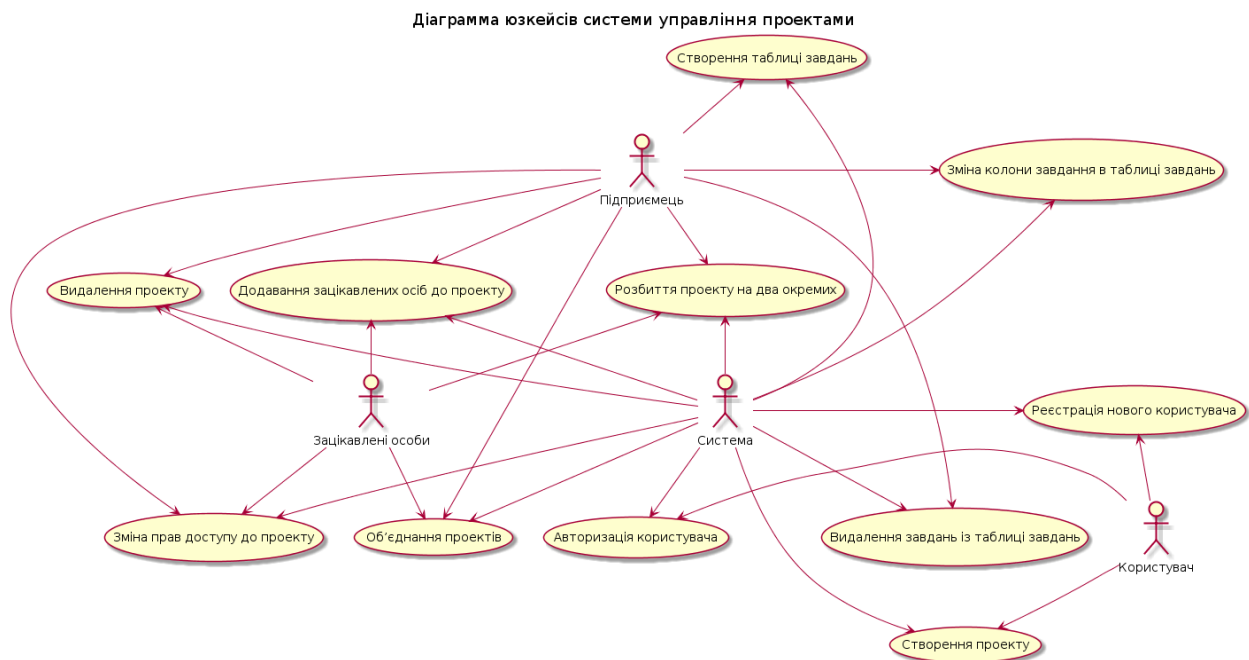 Діаграмма юзкейсів системи управління проектами
Створення таблиці завдань
Зміна колони завдання в таблиці завдань
Підприємець
Видалення проекту
Додавання зацікавлених осіб до проекту
Розбиття проекту на два окремих
Реєстрація нового користувача
Зацікавлені особи
Система
Зміна прав доступу до проекту
Об'єднання проектів
Авторизація користувача
Видалення завдань із таблиці завдань
Користувач
Створення проекту